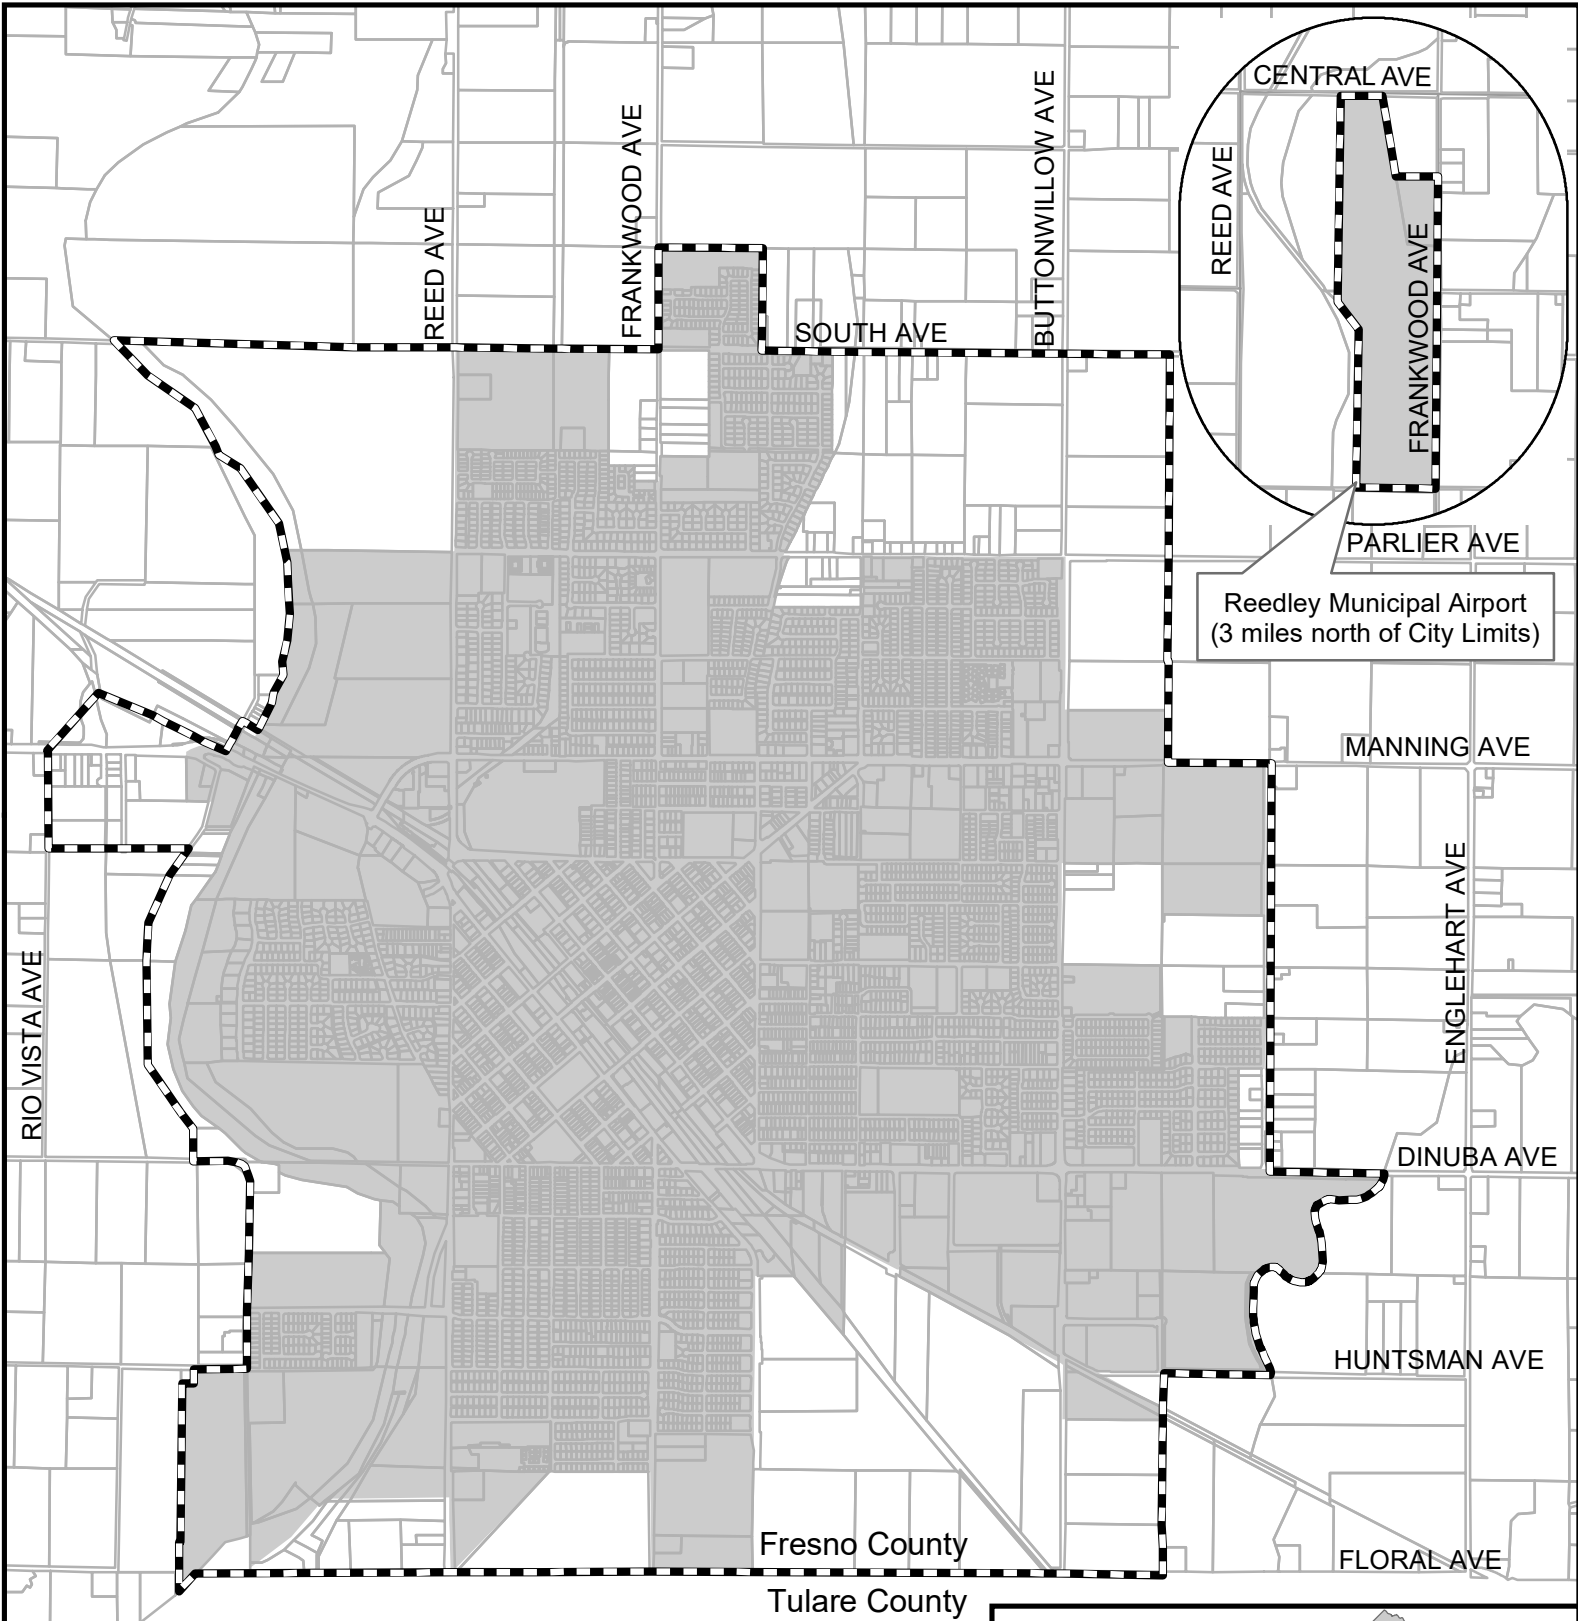 CENTRAL AVE
REED AVE
FRANKWOOD AVE
BUTTONWILLOW AVE
REED AVE
FRANKWOOD AVE
SOUTH AVE
PARLIER AVE
Reedley Municipal Airport
(3 miles north of City Limits)
MANNING AVE
ENGLEHART AVE
RIO VISTA AVE
DINUBA AVE
HUNTSMAN AVE
Fresno County
FLORAL AVE
Tulare County